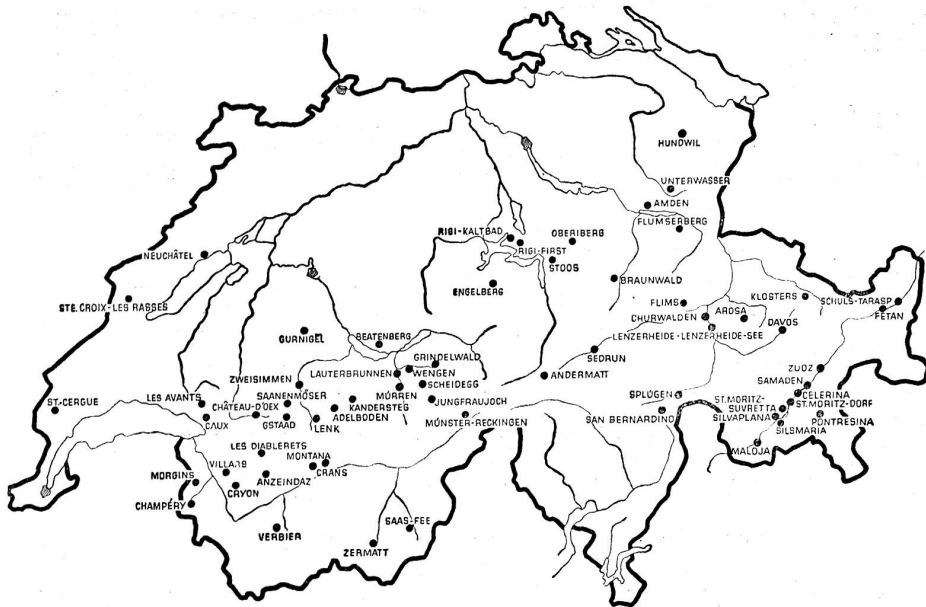 HUNDWIL
UNTERWASSER
AMDEN
FLUMSERBERG
RIGI-KALTBAD
OBERIBERG
RIGI-FIRST
NEUCHÂTEL
STOOS
BRAUNWALD
ENGELBERG
STÉ. CROIX-LES RASSES
FLIMS
KLOSTERS
SCHULS-TARASP
FETAN
CHURWALDEN
AROSA
DAVOS
GURNIGEL
BEATENBERG
LENZERHEIDE-LENZERHEIDE-SEE
GRINDELWALD
SEDRUN
LAUTERBRUNNEN
WENGEN
ANDERMATT
ZUOZ
ZWEISIMMEN
MÜRREN
SCHEIDEGG
SAMADEN
ST. CERGUE
LES AVANTS
SAANENMÖSER
KANDERSTEG
JUNGFRAUJOCH
SPLÜGEN
CELERINA
CHÂTEAU-D'OEX
ADELBODEN
ST. MORITZ-
SUVRETTA
ST. MORITZ-DORF
CAUX
GSTAAD
LENK
MÜNSTER-RECKINGEN
SAN BERNARDINO
SILVAPLANA
PONTRESINA
SILSMARIA
LES DIABLERETS
MALOJA
VILLARS
MONTANA
CRANS
MORGINS
ANZEINDAZ
CRYON
CHAMPÉRY
SAAS-FEE
VERBIER
ZERMATT